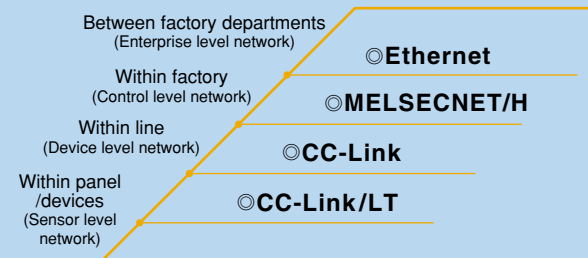 Between factory departments
(Enterprise level network)
◎Ethernet
Within factory
(Control level network)
◎MELSECNET/H
Within line
(Device level network)
◎CC-Link
Within panel
/devices
(Sensor level
network)
◎CC-Link/LT